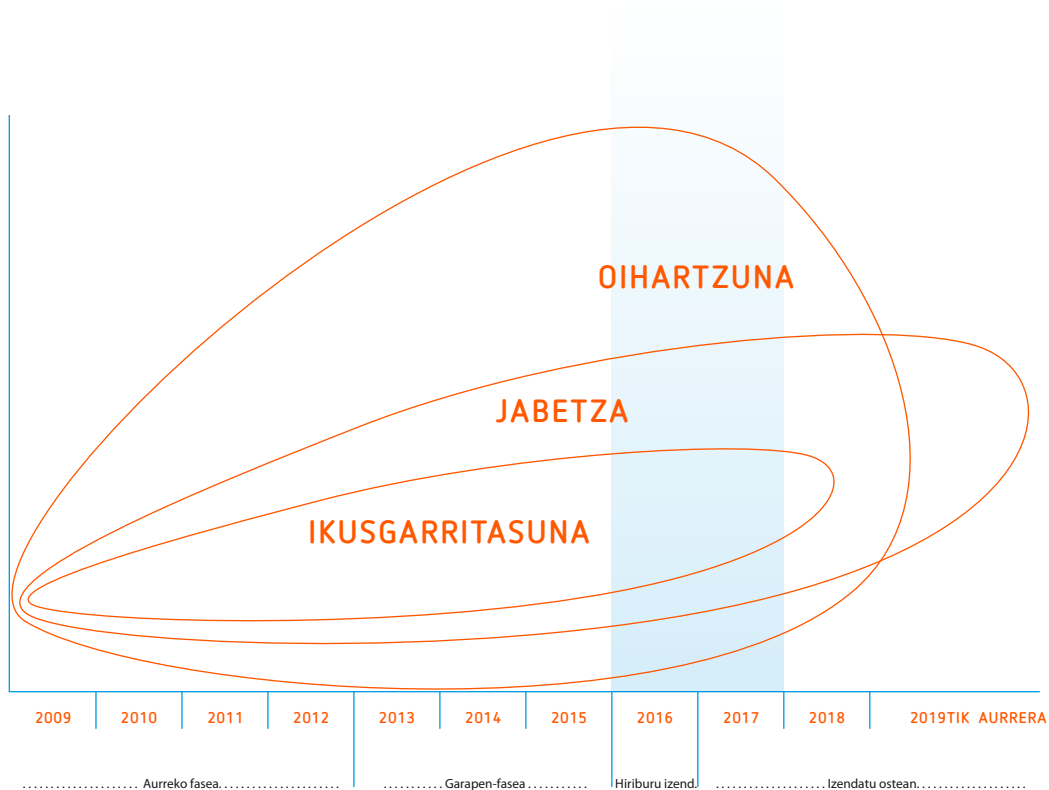 OIHARTZUNA
JABETZA
IKUSGARRITASUNA
2009 2010 2011 2012 2013 2014 2015 2016 2017 2018 2019TIK AURRERA
Aurreko fasea Garapen-fasea Hiriburu izend. Izendatu ostean